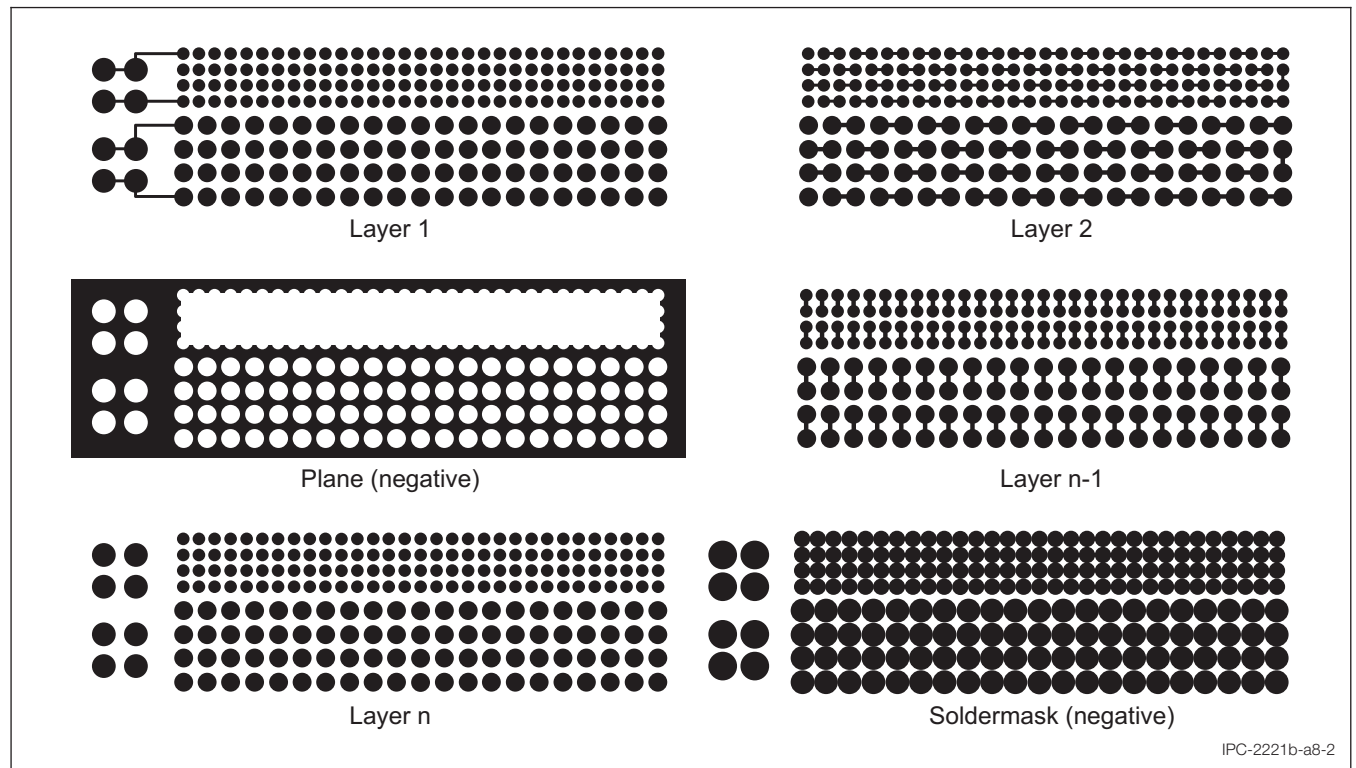 Layer 1
Layer 2
Plane (negative)
Layer n-1
Layer n
Soldermask (negative)
IPC-2221b-a8-2